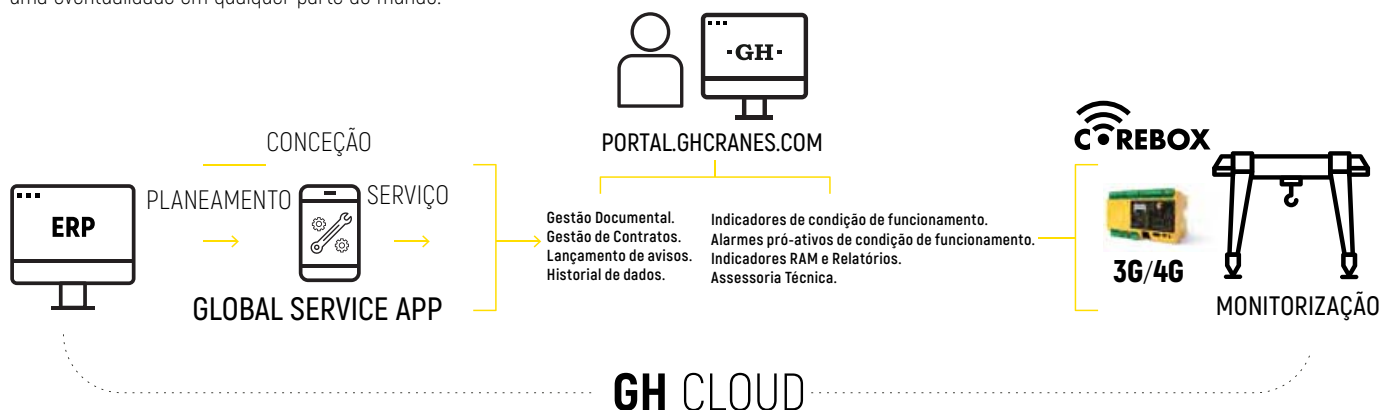 uma eventualidade em qualquer parte do mundo.
·GH·
PORTAL.GHCRANES.COM
CONCEÇÃO
PLANEAMENTO
SERVIÇO
ERP
GLOBAL SERVICE APP
Gestão Documental.
Gestão de Contratos.
Lançamento de avisos.
Historial de dados.
Indicadores de condição de funcionamento.
Alarmes pró-ativos de condição de funcionamento.
Indicadores RAM e Relatórios.
Assessoria Técnica.
COREBOX
3G/4G
MONITORIZAÇÃO
GH CLOUD